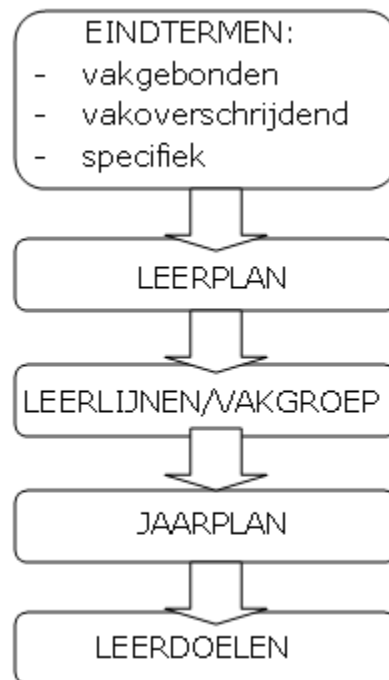 EINDTERMEN:
- vakgebonden
- vakoverschrijdend
- specifiek
LEERPLAN
LEERLIJNEN/VAKGROEP
JAARPLAN
LEERDOELEN